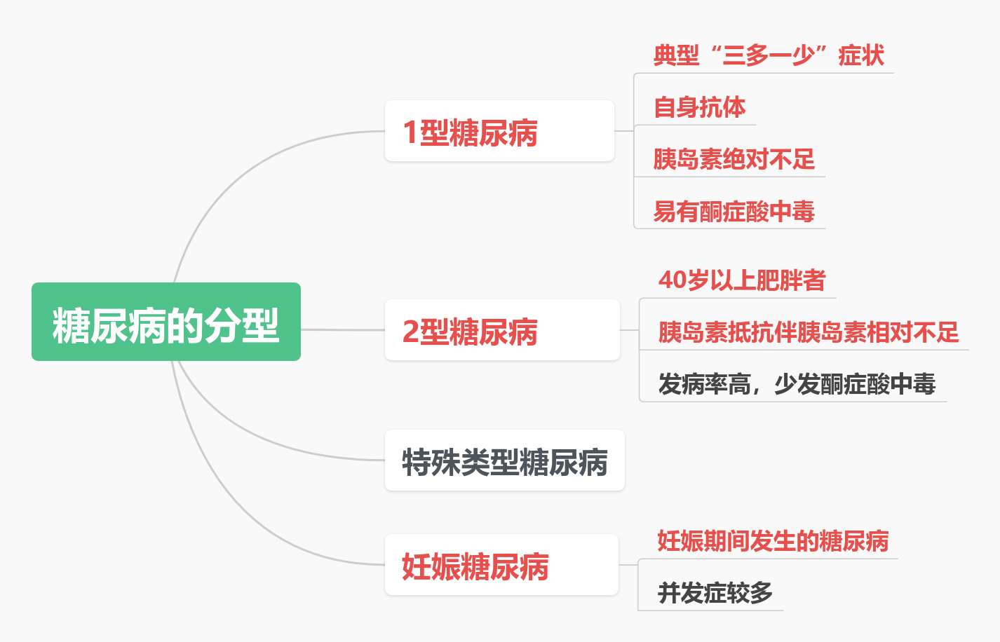 糖尿病的分型
1型糖尿病
典型“三多一少”症状
自身抗体
胰岛素绝对不足
易有酮症酸中毒
2型糖尿病
40岁以上肥胖者
胰岛素抵抗伴胰岛素相对不足
发病率高，少发酮症酸中毒
特殊类型糖尿病
妊娠糖尿病
妊娠期间发生的糖尿病
并发症较多